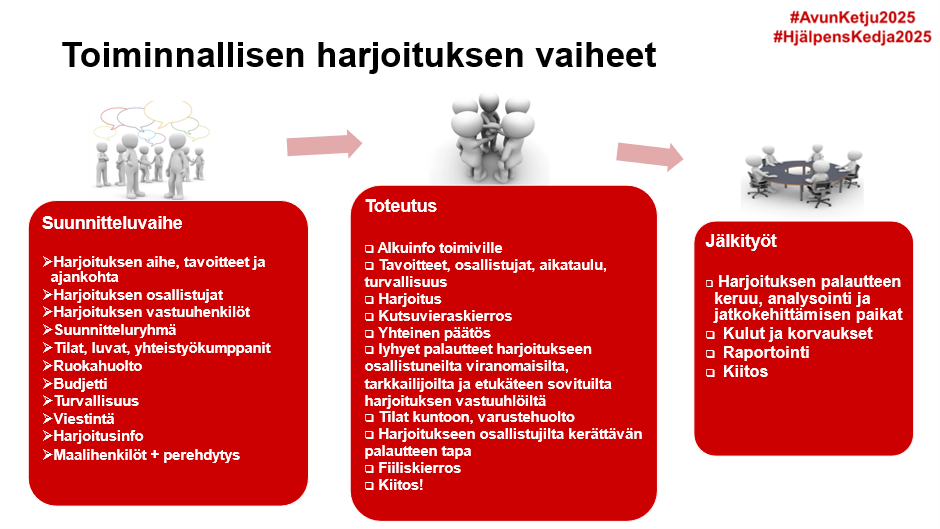 #AvunKetju2025
#HjälpensKedja2025
Toiminnallisen harjoituksen vaiheet
Suunnitteluvaihe
➢Harjoituksen aihe, tavoitteet ja
ajankohta
➢Harjoituksen osallistujat
➢Harjoituksen vastuuhenkilöt
➢Suunnitteluryhmä
➢Tilat, luvat, yhteistyökumppanit
➢Ruokahuolto
➢Budjetti
➢Turvallisuus
➢Viestintä
➢Harjoitusinfo
➢Maalihenkilöt + perehdytys
Toteutus
❑ Alkuinfo toimiville
❑ Tavoitteet, osallistujat, aikataulu,
turvallisuus
❑ Harjoitus
❑ Kutsuvieraskierros
❑ Yhteinen päätös
❑ lyhyet palautteet harjoitukseen
osallistuneilta viranomaisilta,
tarkkailijoilta ja etukäteen sovituilta
harjoituksen vastuuhlöiltä
❑ Tilat kuntoon, varustehuolto
❑ Harjoitukseen osallistujilta kerättävän
palautteen tapa
❑ Fiiliskierros
❑ Kiitos!
Jälkityöt
❑ Harjoituksen palautteen
keruu, analysointi ja
jatkokehittämisen paikat
❑ Kulut ja korvaukset
❑ Raportointi
❑ Kiitos